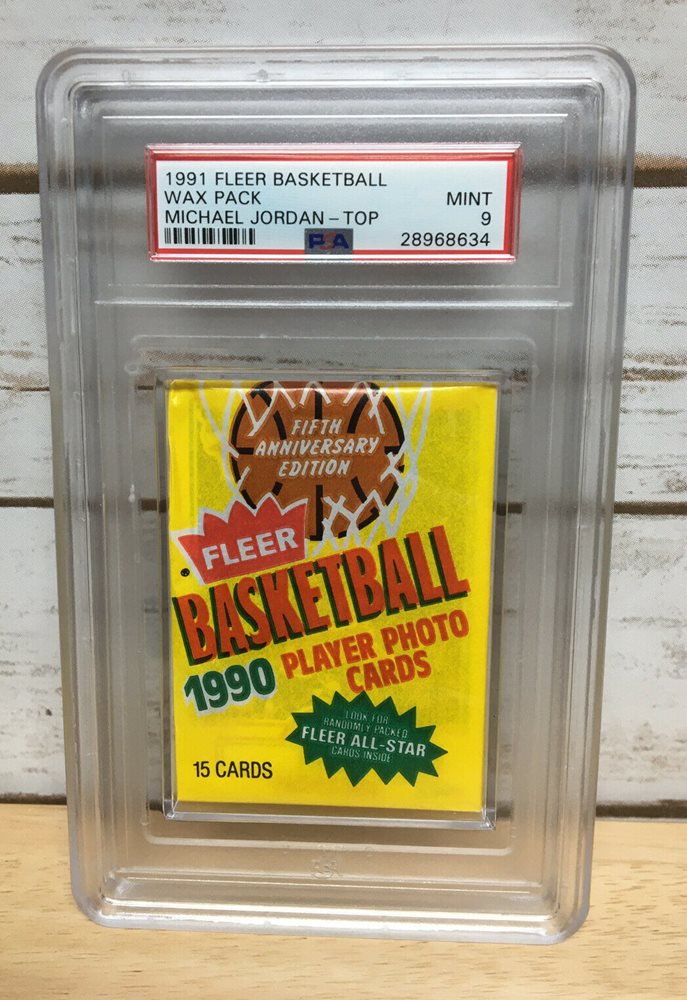 1991 FLEER BASKETBALL
WAX PACK MINT
MICHAEL JORDAN – TOP 9
PSA 28968634
FIFTH
ANNIVERSARY
EDITION
FLEER
®
BASKETBALL
1990 PLAYER PHOTO
CARDS
LOOK FOR
RANDOMLY PACKED
FLEER ALL-STAR
CARDS INSIDE
15 CARDS
PSA